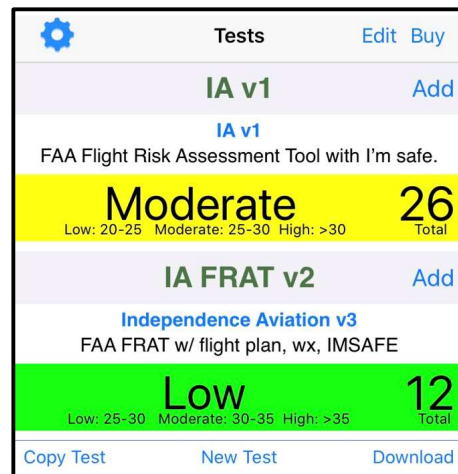 Tests Edit Buy
IA v1 Add
IA v1
FAA Flight Risk Assessment Tool with I'm safe.
Moderate 26
Low: 20-25 Moderate: 25-30 High: >30 Total
IA FRAT v2 Add
Independence Aviation v3
FAA FRAT w/ flight plan, wx, IMSAFE
Low 12
Low: 25-30 Moderate: 30-35 High: >35 Total
Copy Test New Test Download